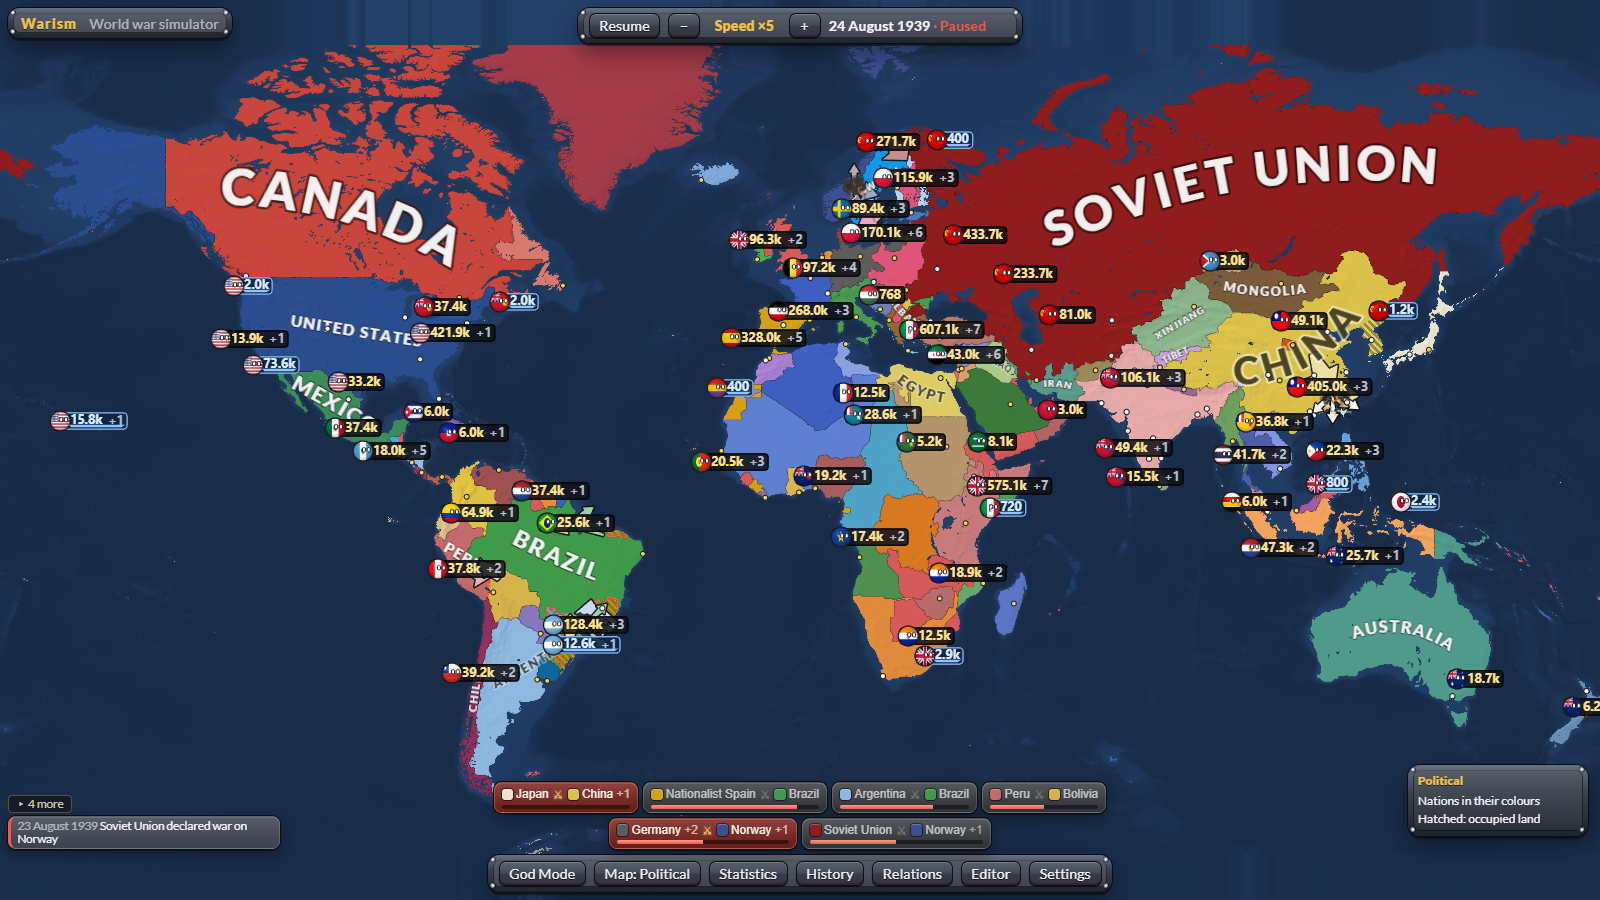 Warism World war simulator
Resume − Speed ×5 + 24 August 1939 · Paused
CANADA
SOVIET UNION
UNITED STATE
MEXICO
MONGOLIA
XINJIANG
TIBET
CHINA
IRAN
EGYPT
BRAZIL
PERU
CHIL
AUSTRALIA
271.7k
400
115.9k +3
89.4k +3
170.1k +6
433.7k
96.3k +2
97.2k +4
233.7k
3.0k
768
268.0k +3
81.0k
49.1k
1.2k
2.0k
37.4k
2.0k
421.9k +1
13.9k +1
328.0k +5
607.1k +7
43.0k +6
73.6k
33.2k
106.1k +3
405.0k +3
400
12.5k
15.8k +1
6.0k
28.6k +1
3.0k
36.8k +1
37.4k
6.0k +1
5.2k
8.1k
18.0k +5
49.4k +1
41.7k +2
22.3k +3
20.5k +3
19.2k +1
15.5k +1
800
37.4k +1
575.1k +7
6.0k +1
2.4k
64.9k +1
25.6k +1
720
17.4k +2
47.3k +2
25.7k +1
37.8k +2
18.9k +2
128.4k +3
12.6k +1
12.5k
2.9k
39.2k +2
18.7k
6.2
Japan China +1
Nationalist Spain Brazil
Argentina Brazil
Peru Bolivia
Germany +2 Norway +1
Soviet Union Norway +1
4 more
23 August 1939 Soviet Union declared war on
Norway
Political
Nations in their colours
Hatched: occupied land
God Mode Map: Political Statistics History Relations Editor Settings